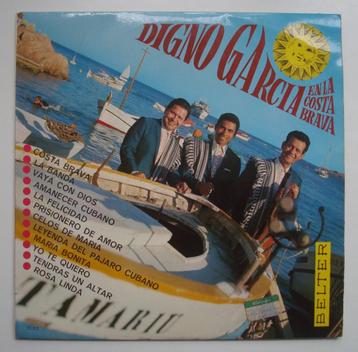 DIGNO GARCIA
EN LA
COSTA
BRAVA
COSTA BRAVA
LA BANDA
VAYA CON DIOS
AMANECER CUBANO
LA FELICIDAD
PRISIONERO DE AMOR
CELOS DE MARIA
LEYENDA DEL PAJARO CUBANO
MARIA BONITA
YO TE QUIERO
TENDRAS UN ALTAR
ROSA LINDA
TAMARIU
BELTER